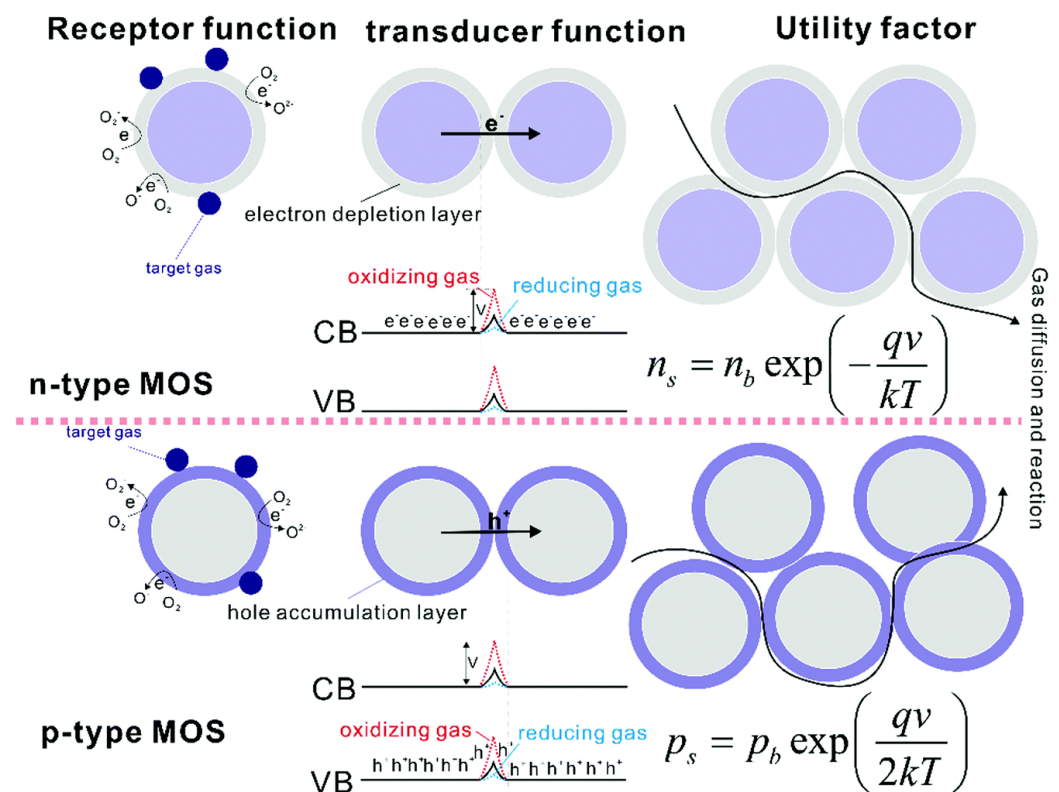 Receptor function
transducer function
Utility factor
O₂
e⁻
O²⁻
O₂⁻
e
O₂
e⁻
O⁻
O₂
target gas
e⁻
electron depletion layer
oxidizing gas
reducing gas
V
e⁻e⁻e⁻e⁻e⁻e⁻ e⁻e⁻e⁻e⁻e⁻e⁻
CB
VB
n-type MOS
nₛ = n_b exp(−qv/kT)
Gas diffusion and reaction
target gas
O₂⁻
e⁻
O₂
O₂
e⁻
O²⁻
e⁻
O⁻
O₂
h⁺
hole accumulation layer
V
CB
p-type MOS
oxidizing gas
reducing gas
h⁺ h⁺
h⁺h⁺h⁺h⁺h⁺h⁺ h⁺h⁺h⁺h⁺h⁺h⁺
VB
pₛ = p_b exp(qv/2kT)